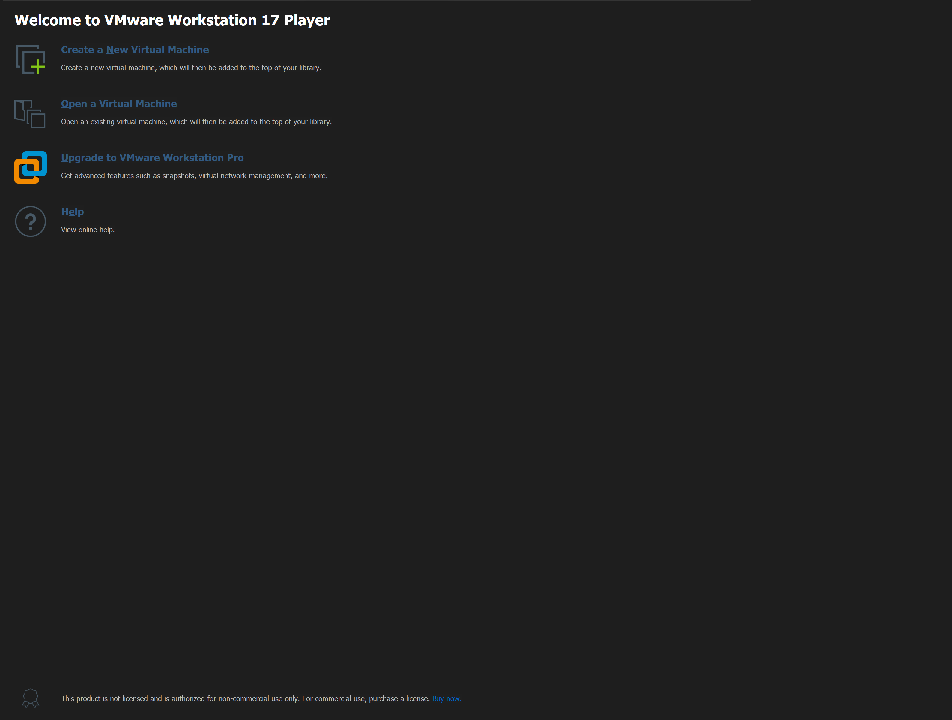 Welcome to VMware Workstation 17 Player
Create a New Virtual Machine
Create a new virtual machine, which will then be added to the top of your library.
Open a Virtual Machine
Open an existing virtual machine, which will then be added to the top of your library.
Upgrade to VMware Workstation Pro
Get advanced features such as snapshots, virtual network management, and more.
Help
View online help.
This product is not licensed and is authorized for non-commercial use only. For commercial use, purchase a license. Buy now.